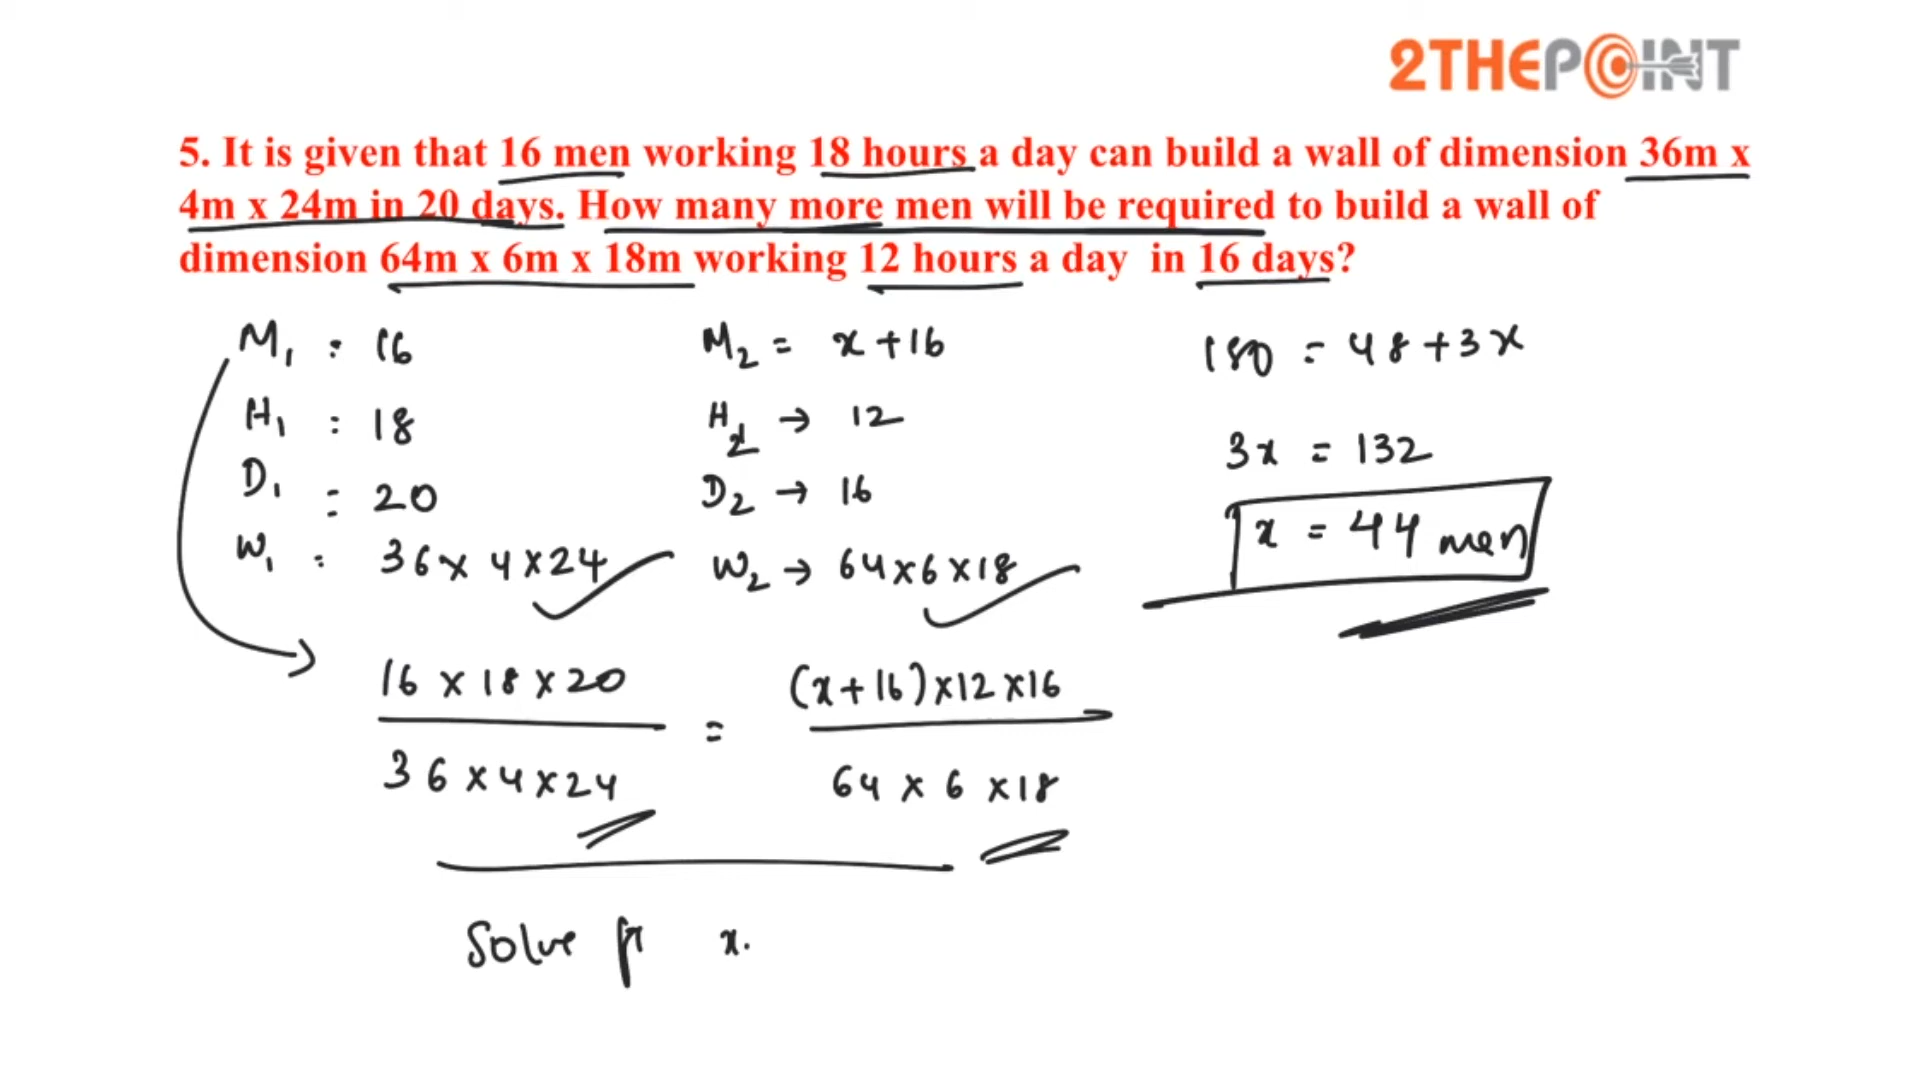 2THEPOINT
5. It is given that 16 men working 18 hours a day can build a wall of dimension 36m x
4m x 24m in 20 days. How many more men will be required to build a wall of
dimension 64m x 6m x 18m working 12 hours a day in 16 days?
M1 : 16
H1 : 18
D1 = 20
W1 : 36 x 4 x 24
M2 = x + 16
H2 → 12
D2 → 16
W2 → 64 x 6 x 18
16 x 18 x 20
36 x 4 x 24
=
(x + 16) x 12 x 16
64 x 6 x 18
Solve x.
180 = 48 + 3x
3x = 132
x = 44 men